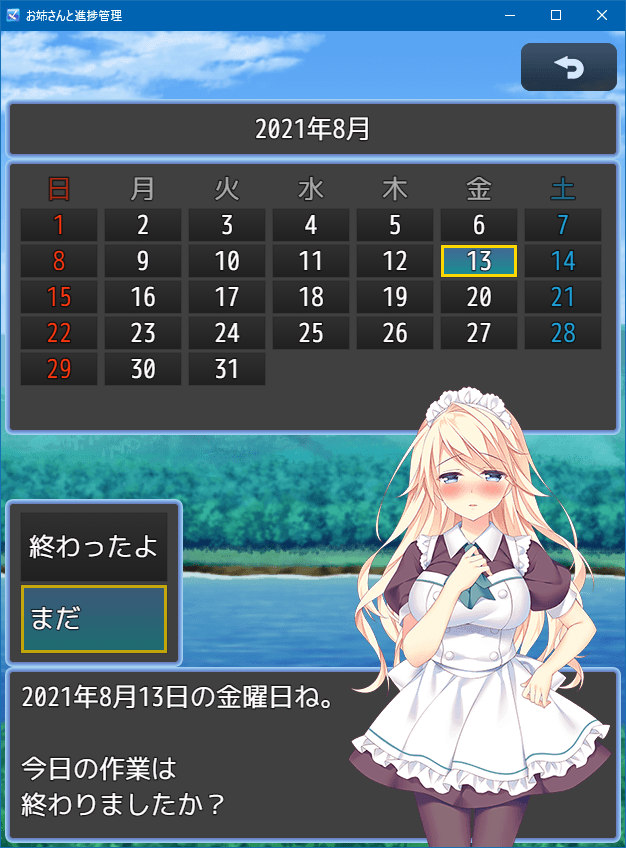 お姉さんと進捗管理
2021年8月
日 月 火 水 木 金 土
1 2 3 4 5 6 7
8 9 10 11 12 13 14
15 16 17 18 19 20 21
22 23 24 25 26 27 28
29 30 31
終わったよ
まだ
2021年8月13日の金曜日ね。
今日の作業は
終わりましたか？